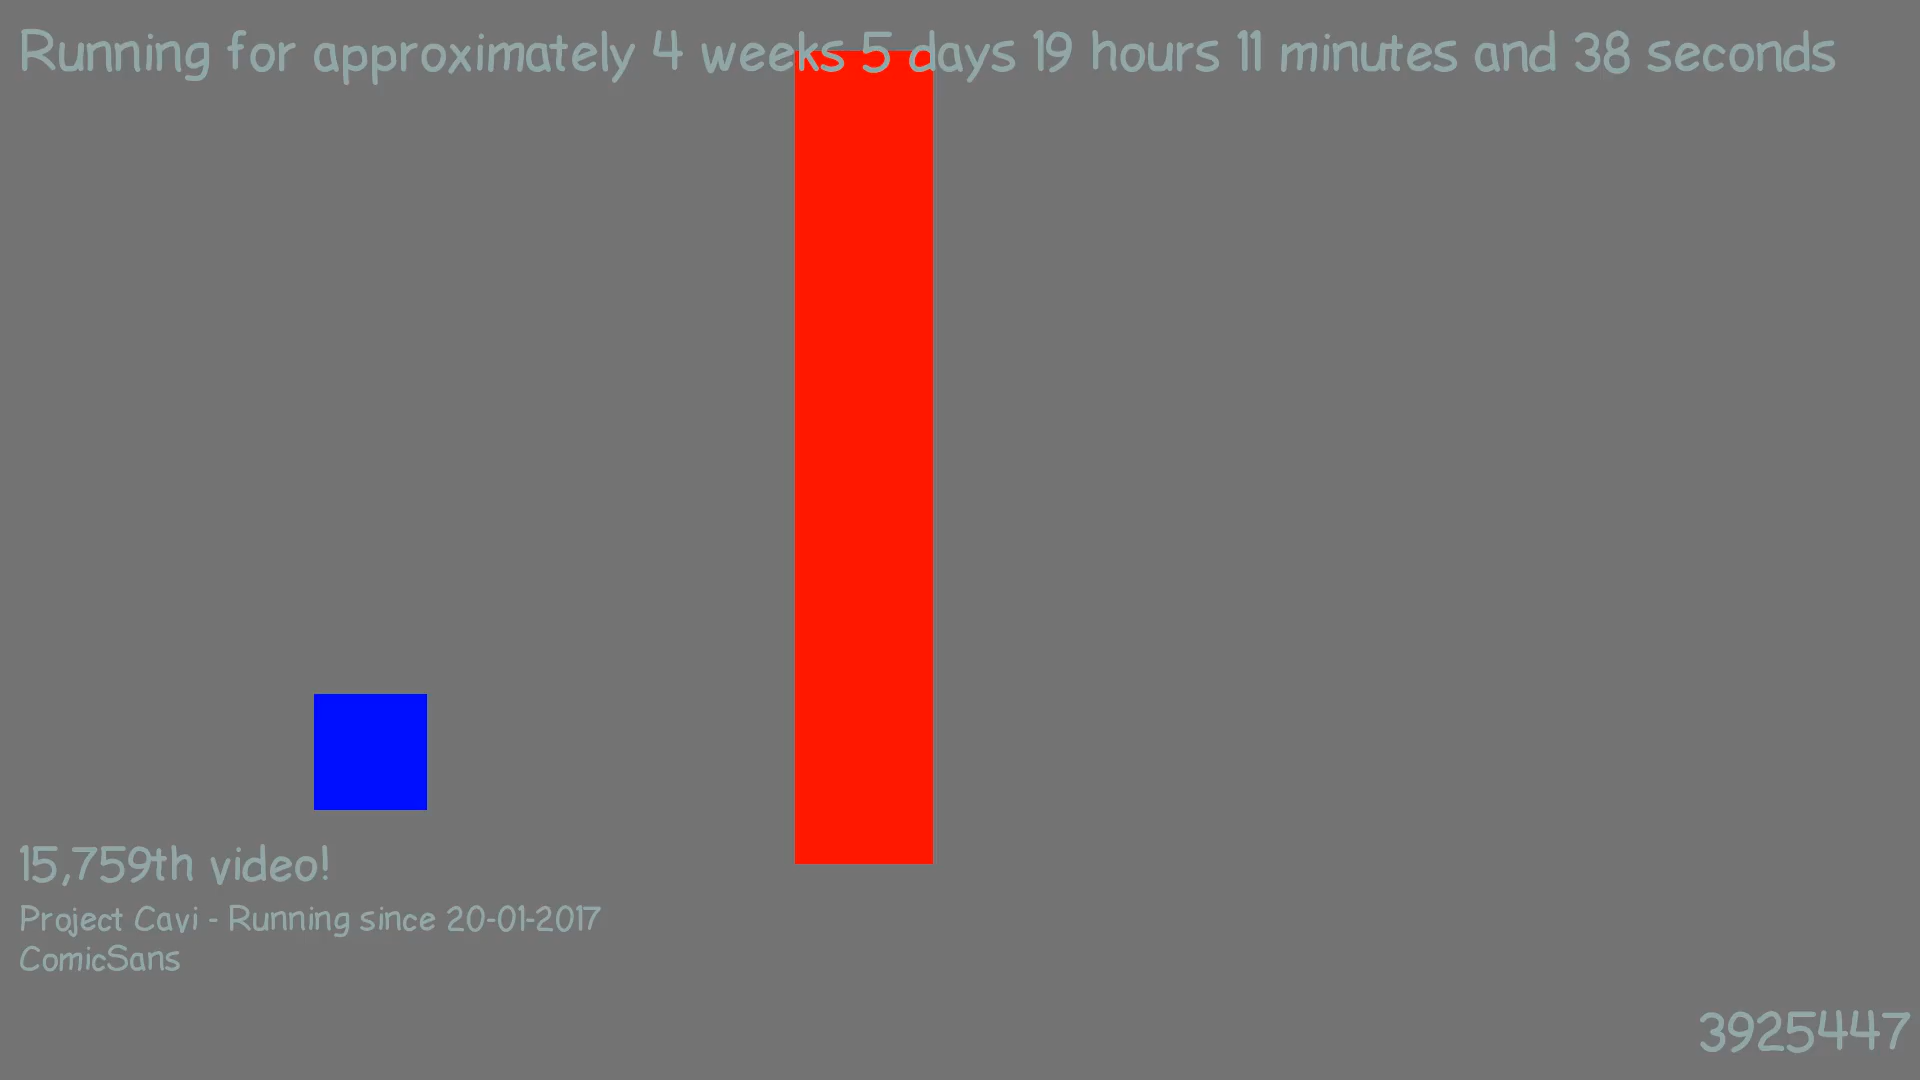 Running for approximately 4 weeks 5 days 19 hours 11 minutes and 38 seconds
15,759th video!
Project Cavi - Running since 20-01-2017
ComicSans
3925447